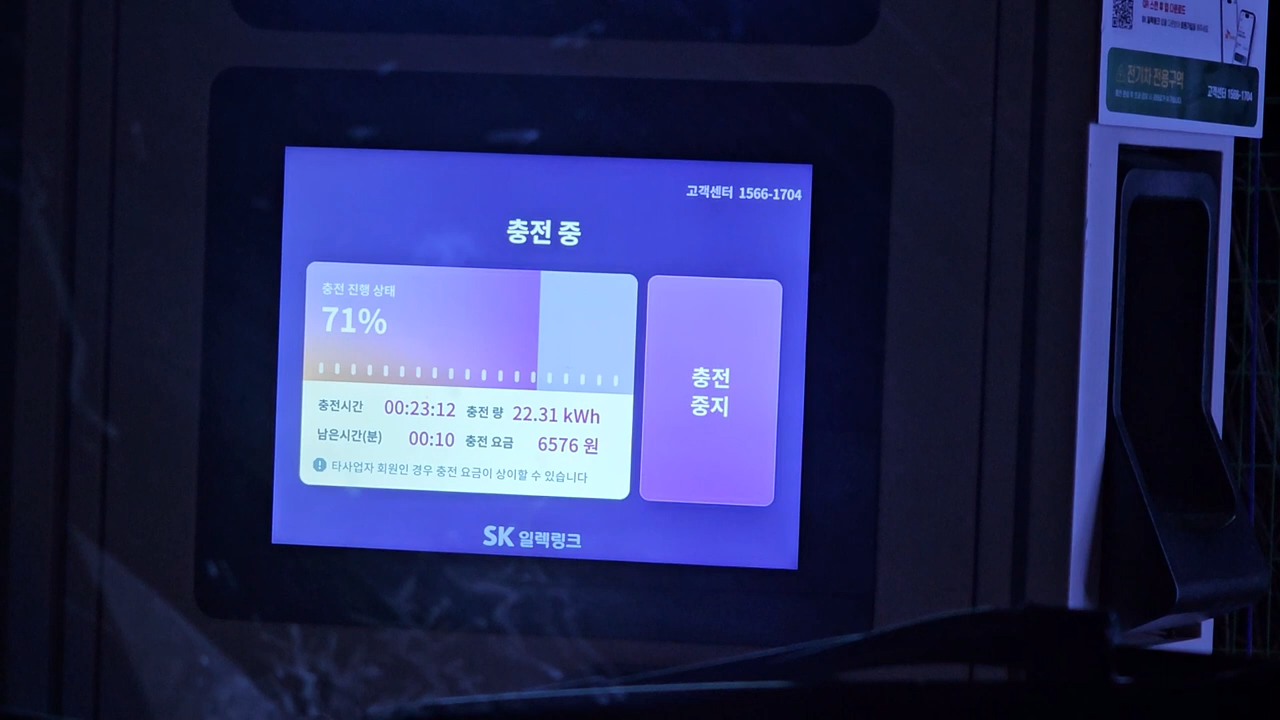 고객센터 1566-1704
충전 중
충전 진행 상태
71%
충전시간 00:23:12 충전 량 22.31 kWh
남은시간(분) 00:10 충전 요금 6576 원
타사업자 회원인 경우 충전 요금이 상이할 수 있습니다
충전
중지
SK 일렉링크
전기차 전용구역
고객센터 1566-1704